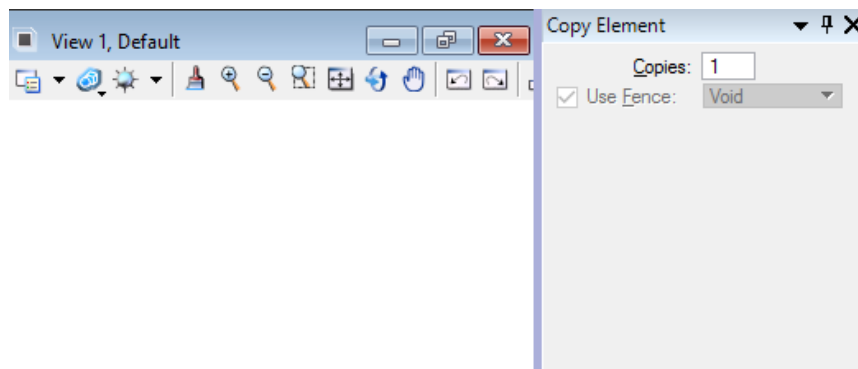 View 1, Default
Copy Element
Copies: 1
Use Fence: Void